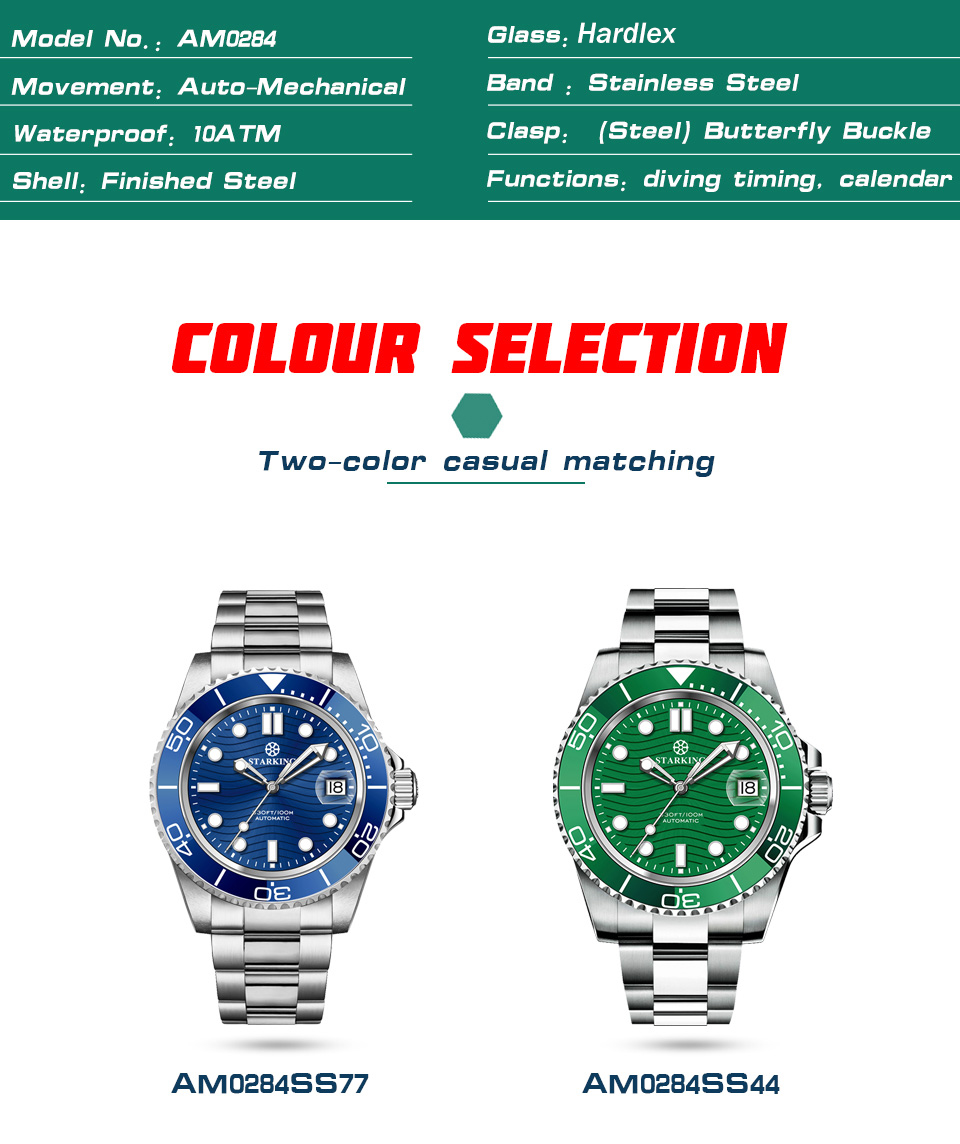 Model No.: AM0284
Movement: Auto-Mechanical
Waterproof: 10ATM
Shell: Finished Steel
Glass: Hardlex
Band : Stainless Steel
Clasp: (Steel) Butterfly Buckle
Functions: diving timing, calendar
COLOUR SELECTION
Two-color casual matching
10
20
30
40
50
STARKING
18
330FT/100M
AUTOMATIC
10
20
30
40
50
STARKING
18
330FT/100M
AUTOMATIC
AM0284SS77
AM0284SS44